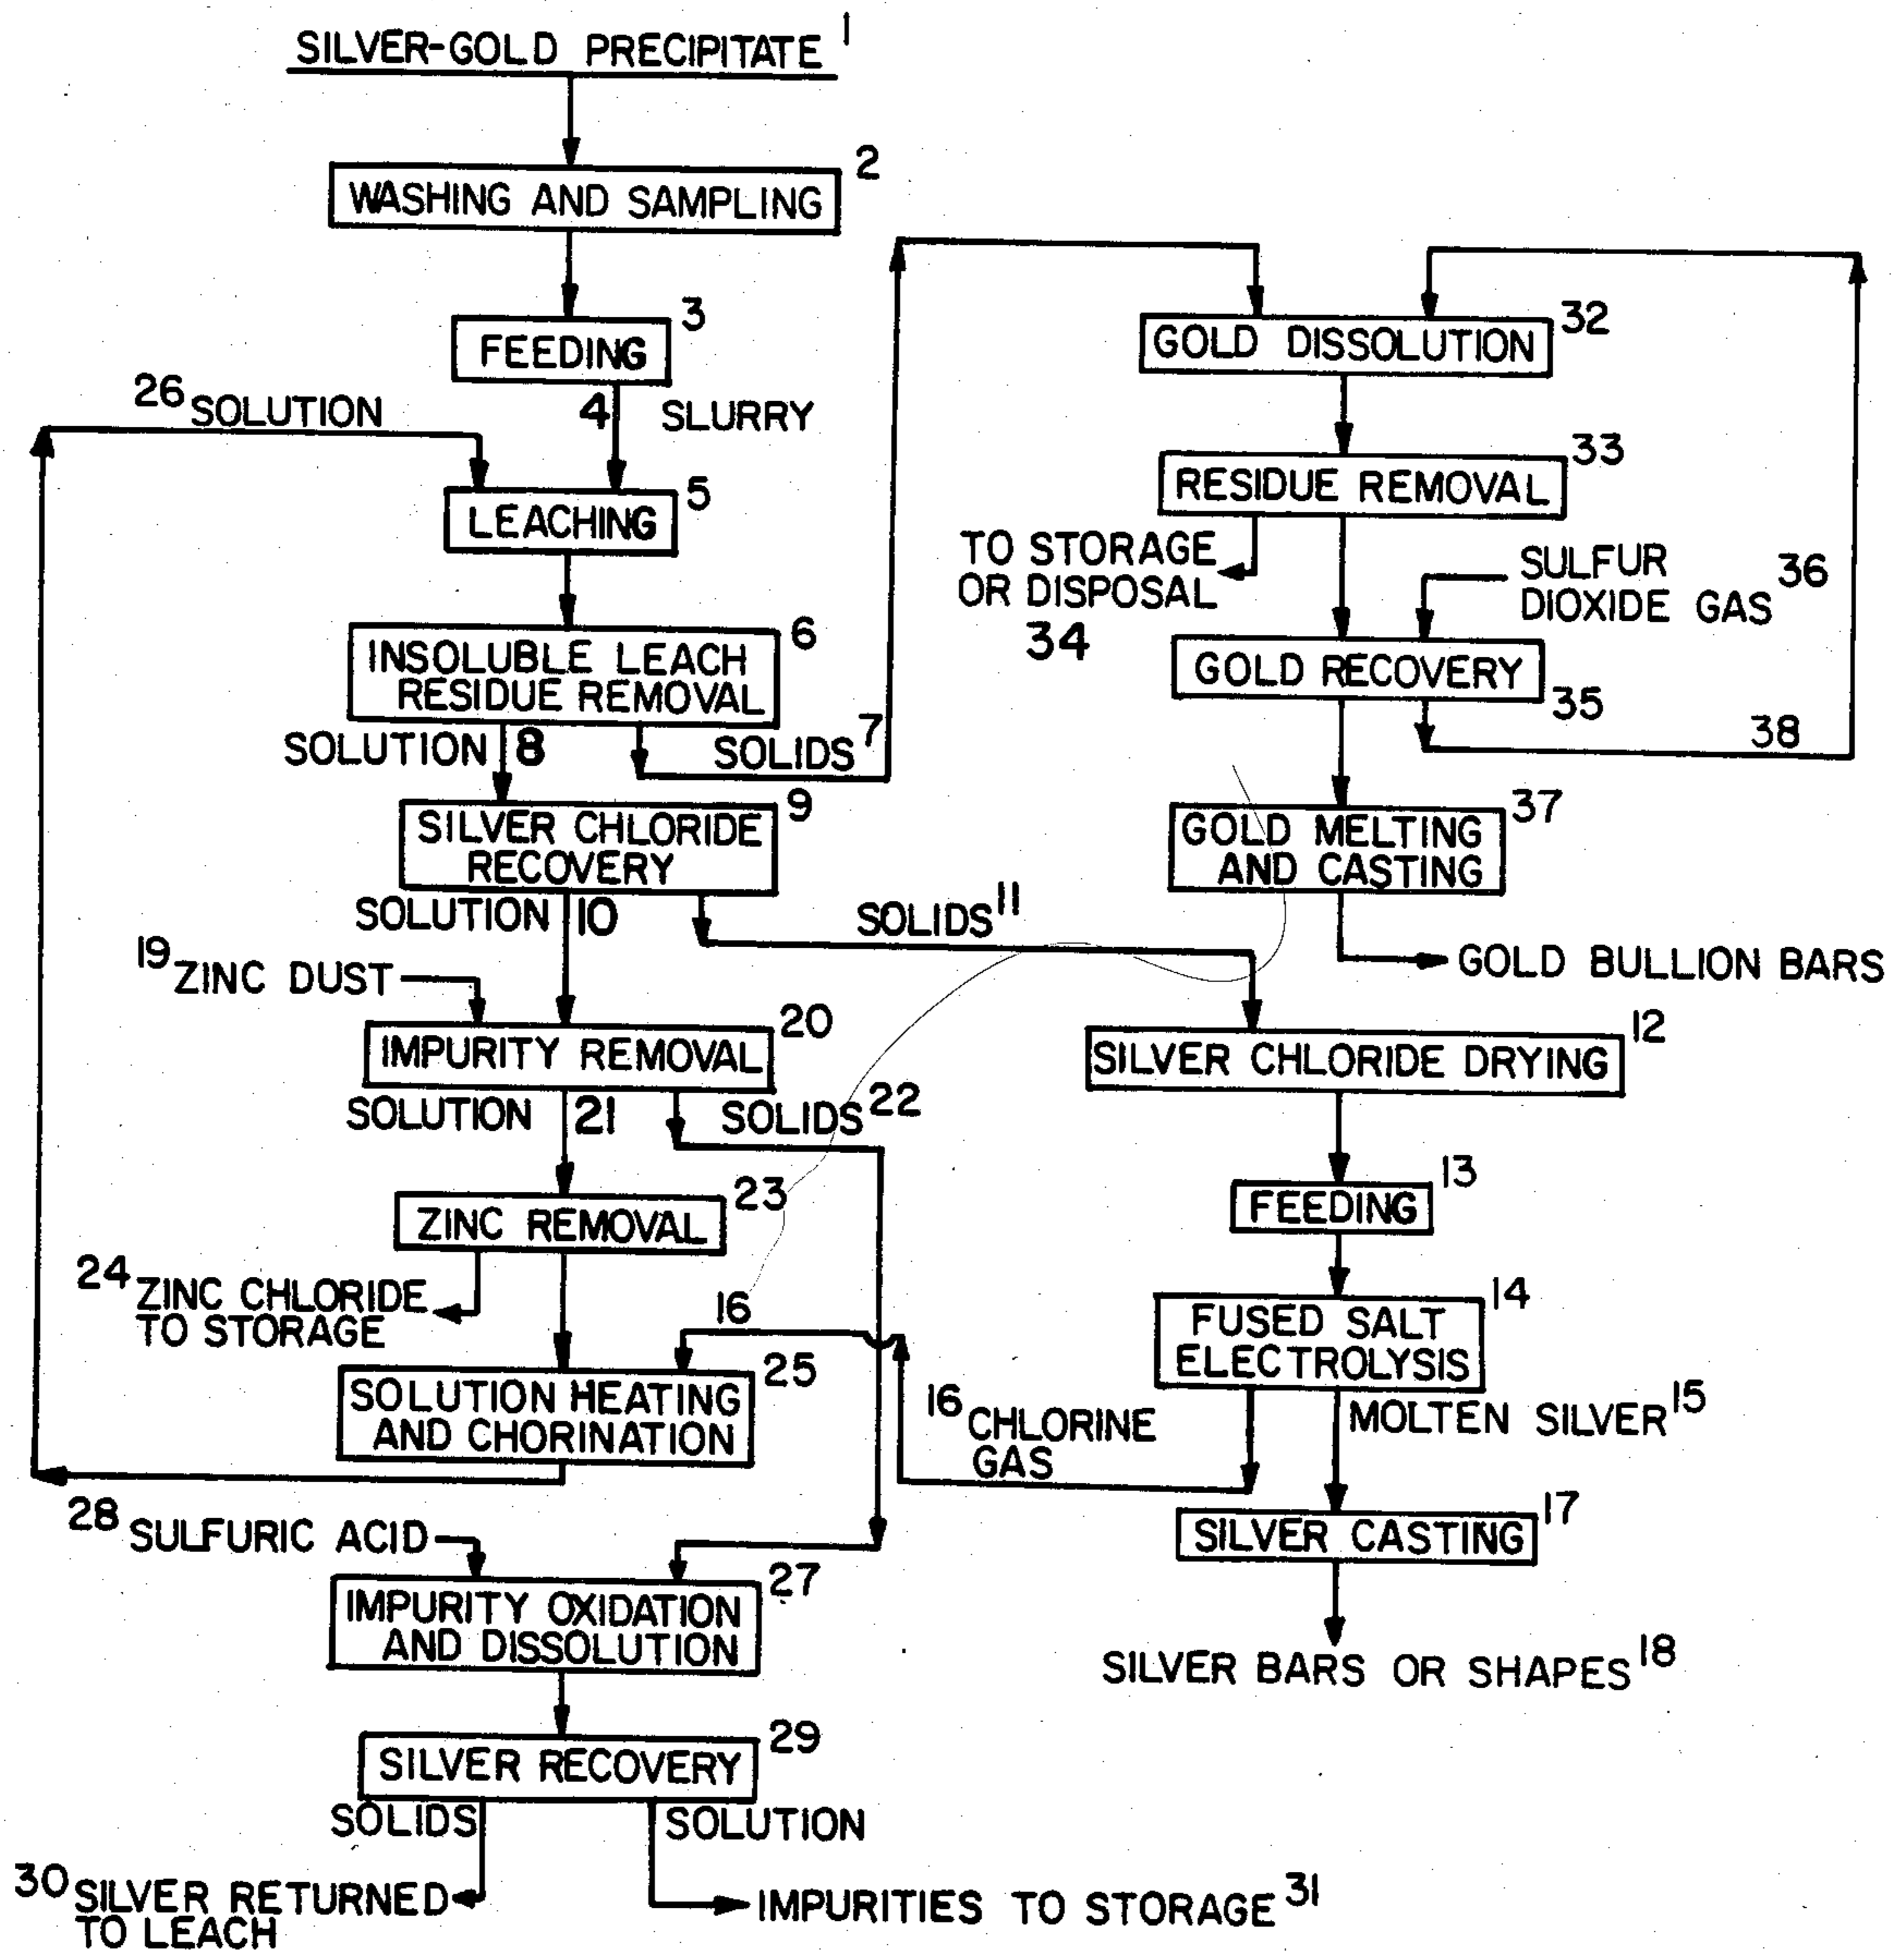 SILVER-GOLD PRECIPITATE 1
WASHING AND SAMPLING 2
FEEDING 3
4 SLURRY
26 SOLUTION
LEACHING 5
INSOLUBLE LEACH 6
RESIDUE REMOVAL
SOLUTION 8
SOLIDS 7
SILVER CHLORIDE 9
RECOVERY
SOLUTION 10
SOLIDS 11
19 ZINC DUST
IMPURITY REMOVAL 20
SOLUTION 21
SOLIDS 22
ZINC REMOVAL 23
24 ZINC CHLORIDE
TO STORAGE
16
SOLUTION HEATING 25
AND CHORINATION
28 SULFURIC ACID
IMPURITY OXIDATION 27
AND DISSOLUTION
SILVER RECOVERY 29
SOLIDS
SOLUTION
30 SILVER RETURNED
TO LEACH
IMPURITIES TO STORAGE 31
GOLD DISSOLUTION 32
RESIDUE REMOVAL 33
TO STORAGE
OR DISPOSAL
34
SULFUR 36
DIOXIDE GAS
GOLD RECOVERY
35
38
GOLD MELTING 37
AND CASTING
GOLD BULLION BARS
SILVER CHLORIDE DRYING 12
FEEDING 13
FUSED SALT 14
ELECTROLYSIS
16 CHLORINE
GAS
MOLTEN SILVER 15
SILVER CASTING 17
SILVER BARS OR SHAPES 18